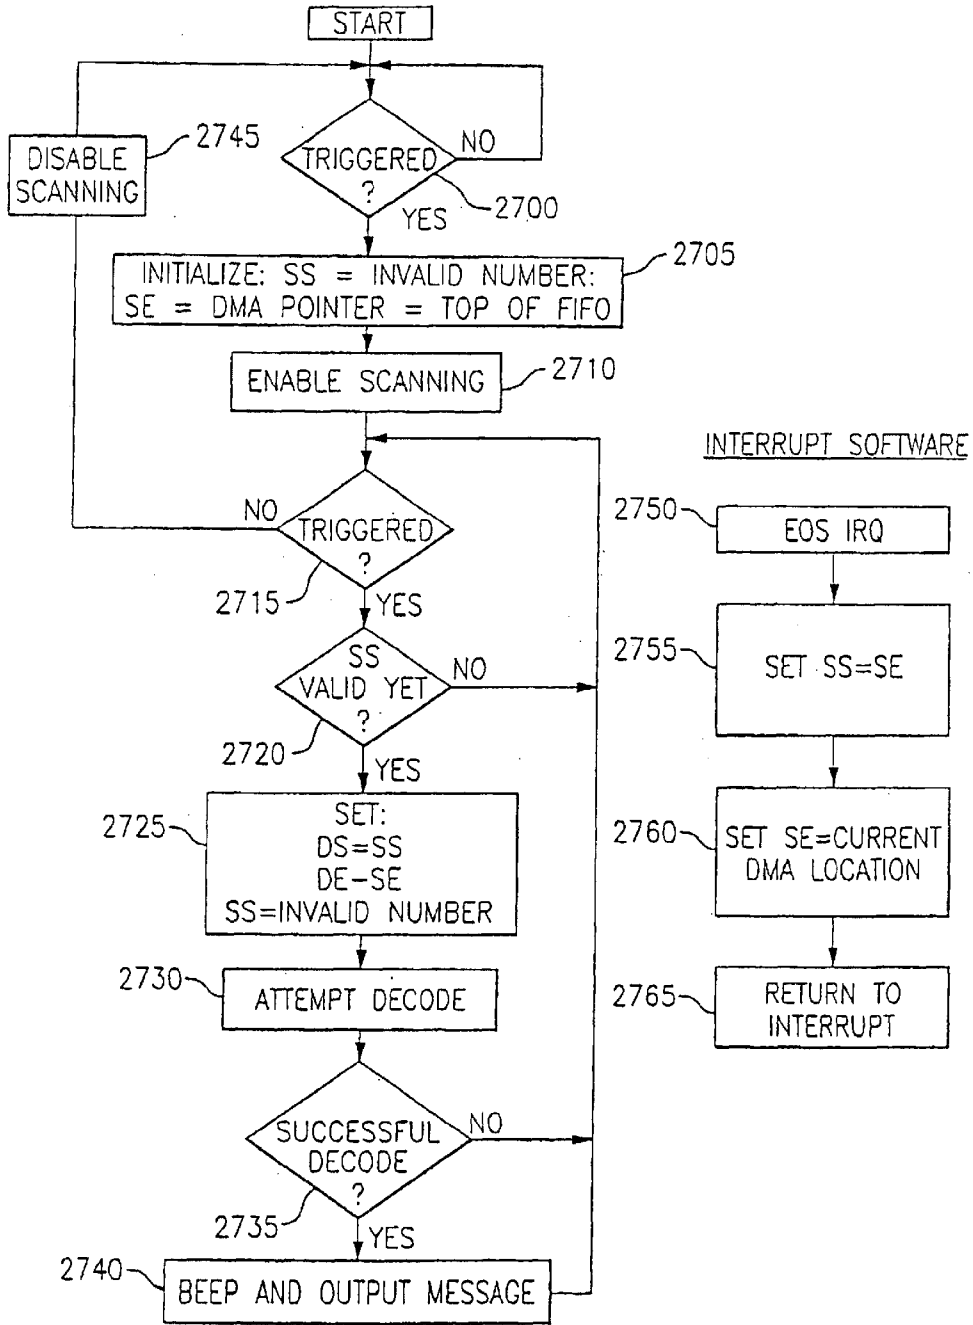 START
DISABLE
SCANNING
2745
TRIGGERED
?
NO
2700
YES
INITIALIZE: SS = INVALID NUMBER:
SE = DMA POINTER = TOP OF FIFO
2705
ENABLE SCANNING
2710
NO
TRIGGERED
?
2715
YES
SS
VALID YET
?
NO
2720
YES
2725
SET:
DS=SS
DE-SE
SS=INVALID NUMBER
2730
ATTEMPT DECODE
SUCCESSFUL
DECODE
?
NO
2735
YES
2740
BEEP AND OUTPUT MESSAGE
INTERRUPT SOFTWARE
2750
EOS IRQ
2755
SET SS=SE
2760
SET SE=CURRENT
DMA LOCATION
2765
RETURN TO
INTERRUPT